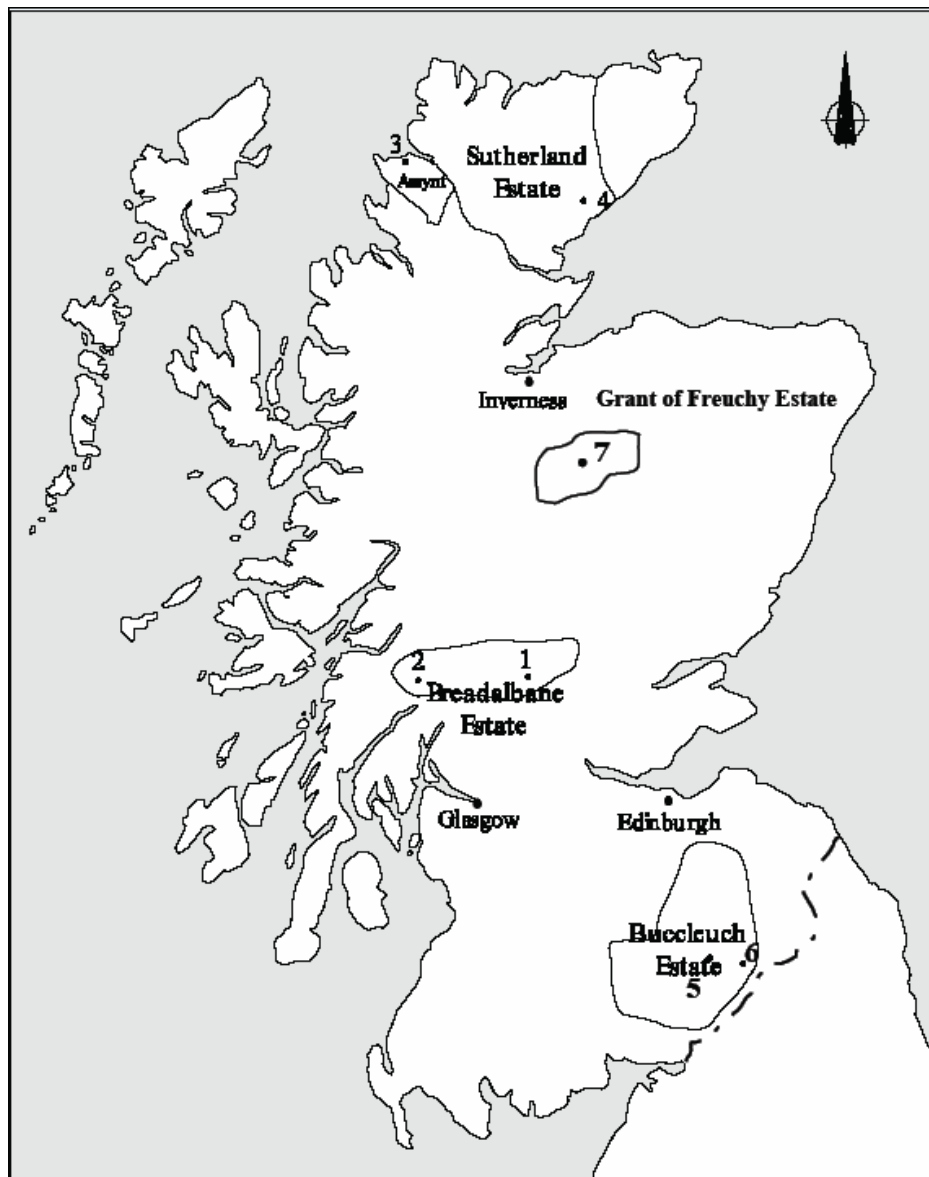 3
Assynt
Sutherland
Estate
4
Inverness
Grant of Freuchy Estate
7
2
1
Breadalbane
Estate
Glasgow
Edinburgh
Buccleuch
Estate
6
5